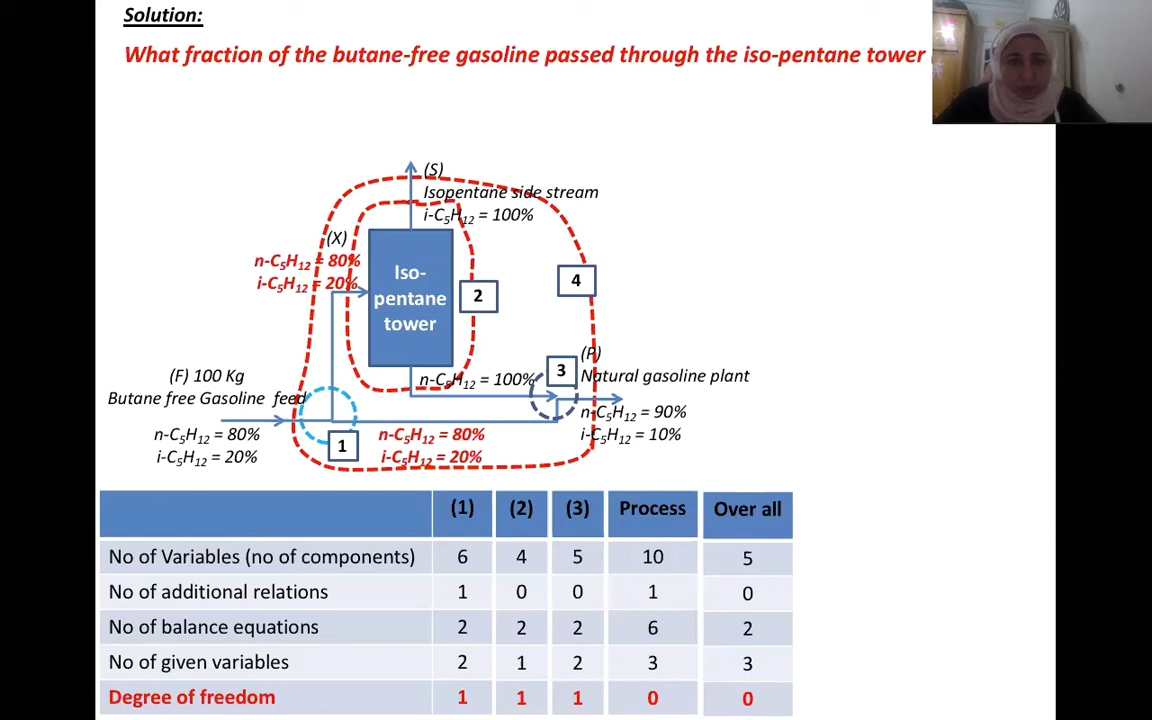 Solution:
What fraction of the butane-free gasoline passed through the iso-pentane tower
(S)
Isopentane side stream
i-C5H12 = 100%
(X)
n-C5H12 = 80%
i-C5H12 = 20%
Iso-
pentane
tower
2
4
3
(P)
Natural gasoline plant
n-C5H12 = 90%
i-C5H12 = 10%
n-C5H12 = 100%
(F) 100 Kg
Butane free Gasoline feed
n-C5H12 = 80%
i-C5H12 = 20%
1
n-C5H12 = 80%
i-C5H12 = 20%
(1) (2) (3) Process Over all
No of Variables (no of components) 6 4 5 10 5
No of additional relations 1 0 0 1 0
No of balance equations 2 2 2 6 2
No of given variables 2 1 2 3 3
Degree of freedom 1 1 1 0 0